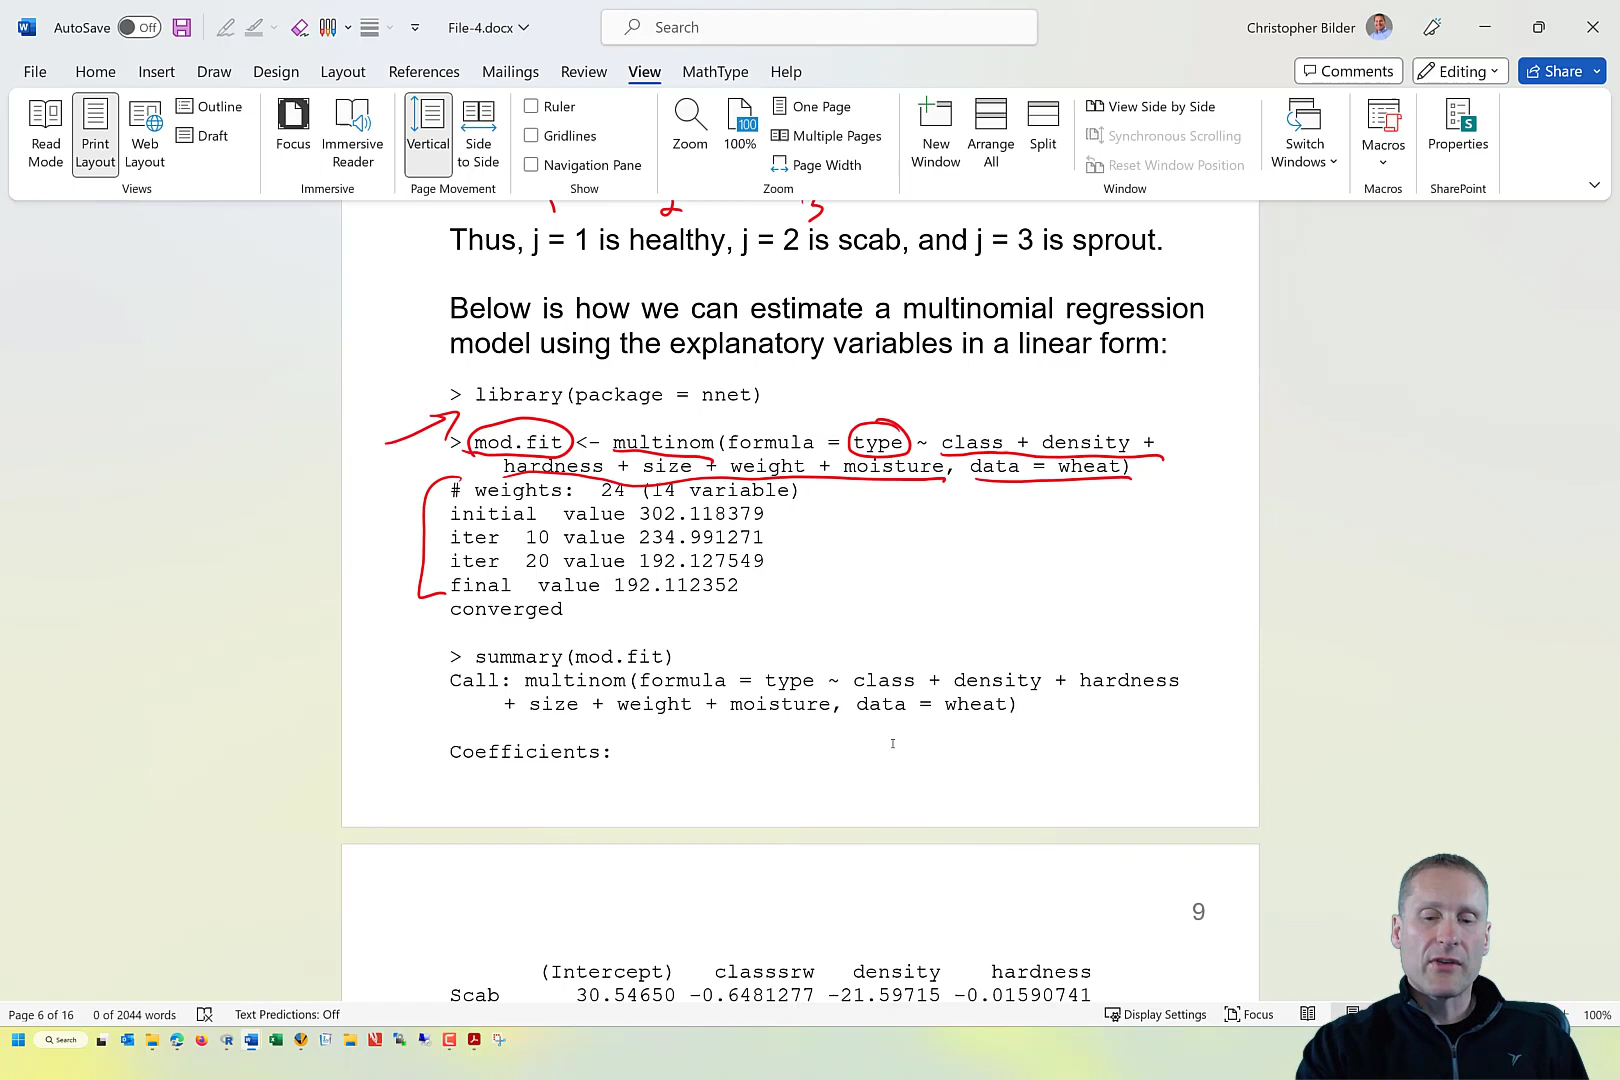 AutoSave Off File-4.docx Search Christopher Bilder
File Home Insert Draw Design Layout References Mailings Review View MathType Help Comments Editing Share
Read Mode
Print Layout
Web Layout
Outline
Draft
Views
Focus
Immersive Reader
Immersive
Vertical
Side to Side
Page Movement
Ruler
Gridlines
Navigation Pane
Show
Zoom
100
100%
One Page
Multiple Pages
Page Width
Zoom
New Window
Arrange All
Split
View Side by Side
Synchronous Scrolling
Reset Window Position
Window
Switch Windows
Macros
Macros
S
Properties
SharePoint
Thus, j = 1 is healthy, j = 2 is scab, and j = 3 is sprout.
Below is how we can estimate a multinomial regression
model using the explanatory variables in a linear form:
> library(package = nnet)
> mod.fit <- multinom(formula = type ~ class + density +
hardness + size + weight + moisture, data = wheat)
# weights: 24 (14 variable)
initial value 302.118379
iter 10 value 234.991271
iter 20 value 192.127549
final value 192.112352
converged
> summary(mod.fit)
Call: multinom(formula = type ~ class + density + hardness
+ size + weight + moisture, data = wheat)
Coefficients:
9
(Intercept) classsrw density hardness
Scab 30.54650 -0.6481277 -21.59715 -0.01590741
Page 6 of 16 0 of 2044 words Text Predictions: Off Display Settings Focus 100%
Search